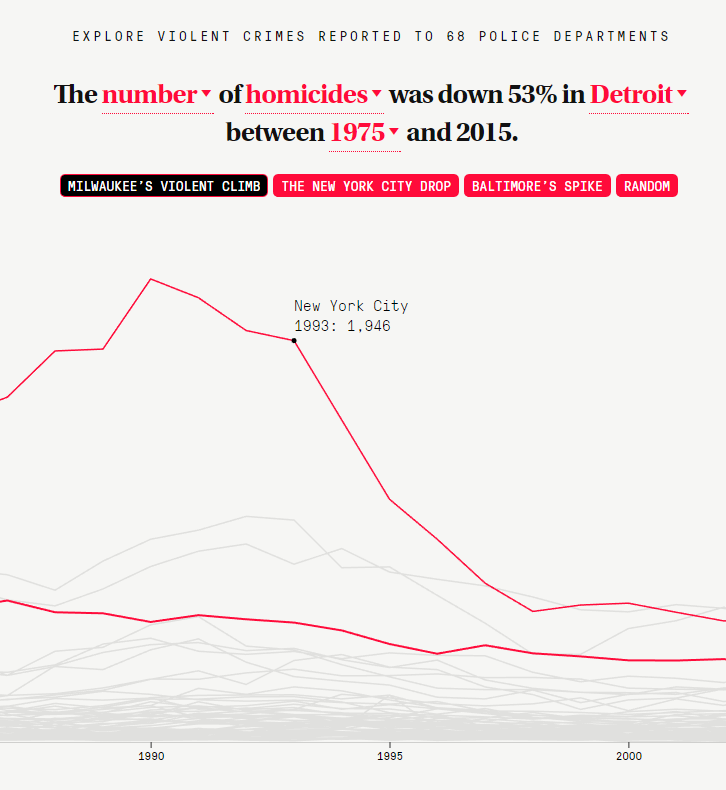 EXPLORE VIOLENT CRIMES REPORTED TO 68 POLICE DEPARTMENTS
The number of homicides was down 53% in Detroit
between 1975 and 2015.
MILWAUKEE'S VIOLENT CLIMB THE NEW YORK CITY DROP BALTIMORE'S SPIKE RANDOM
New York City
1993: 1,946
1990 1995 2000